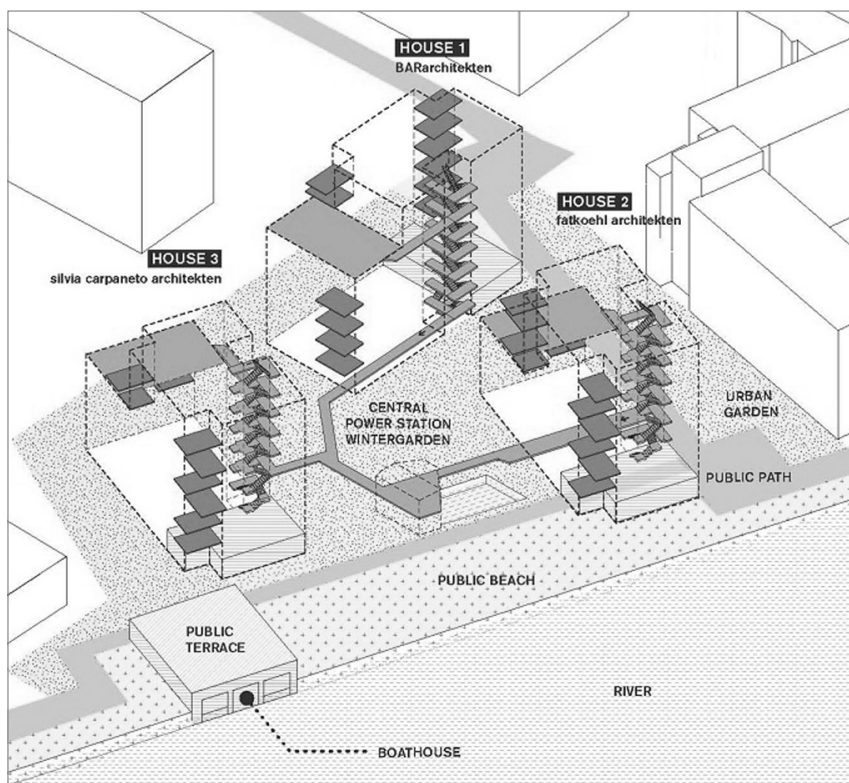 HOUSE 1
BARarchitekten
HOUSE 2
fatkoehl architekten
HOUSE 3
silvia carpaneto architekten
CENTRAL
POWER STATION
WINTERGARDEN
URBAN
GARDEN
PUBLIC PATH
PUBLIC BEACH
PUBLIC
TERRACE
RIVER
BOATHOUSE